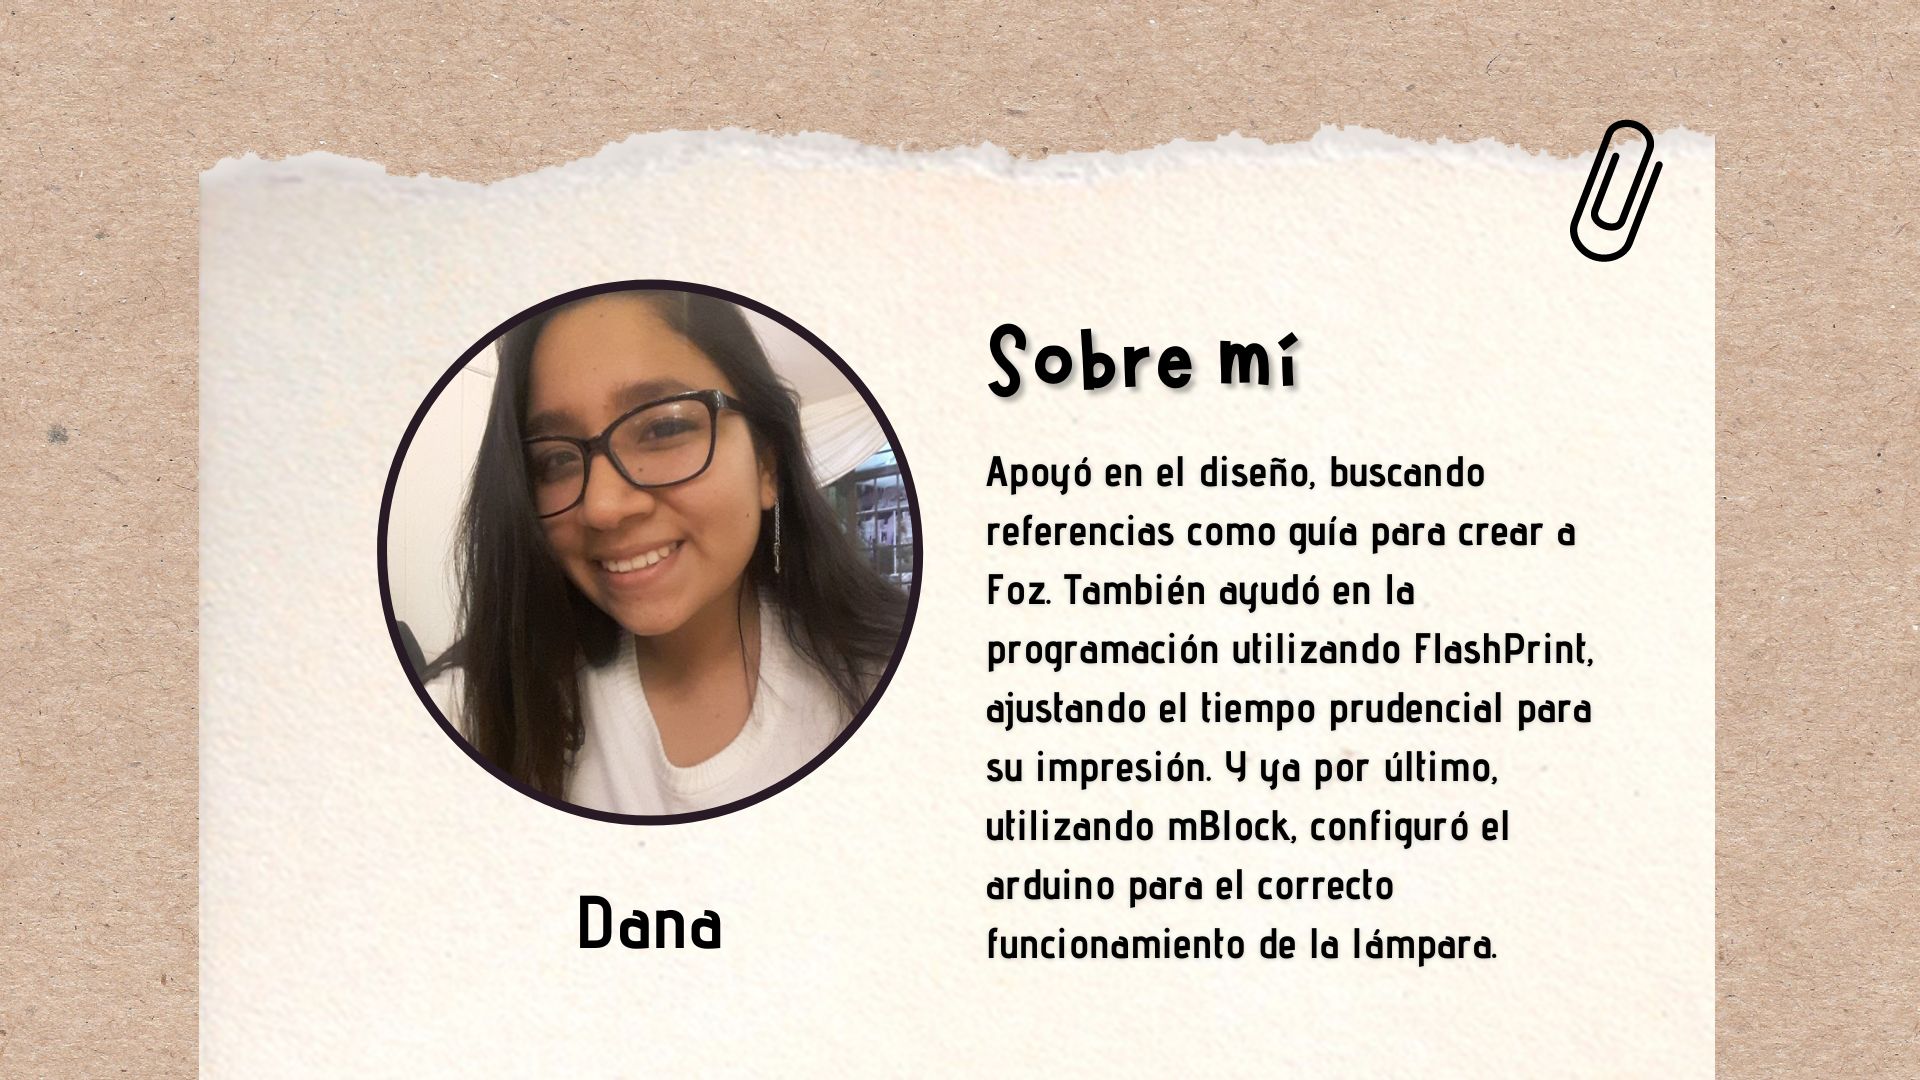 Sobre mí
Apoyó en el diseño, buscando
referencias como guía para crear a
Foz. También ayudó en la
programación utilizando FlashPrint,
ajustando el tiempo prudencial para
su impresión. Y ya por último,
utilizando mBlock, configuró el
arduino para el correcto
funcionamiento de la lámpara.
Dana